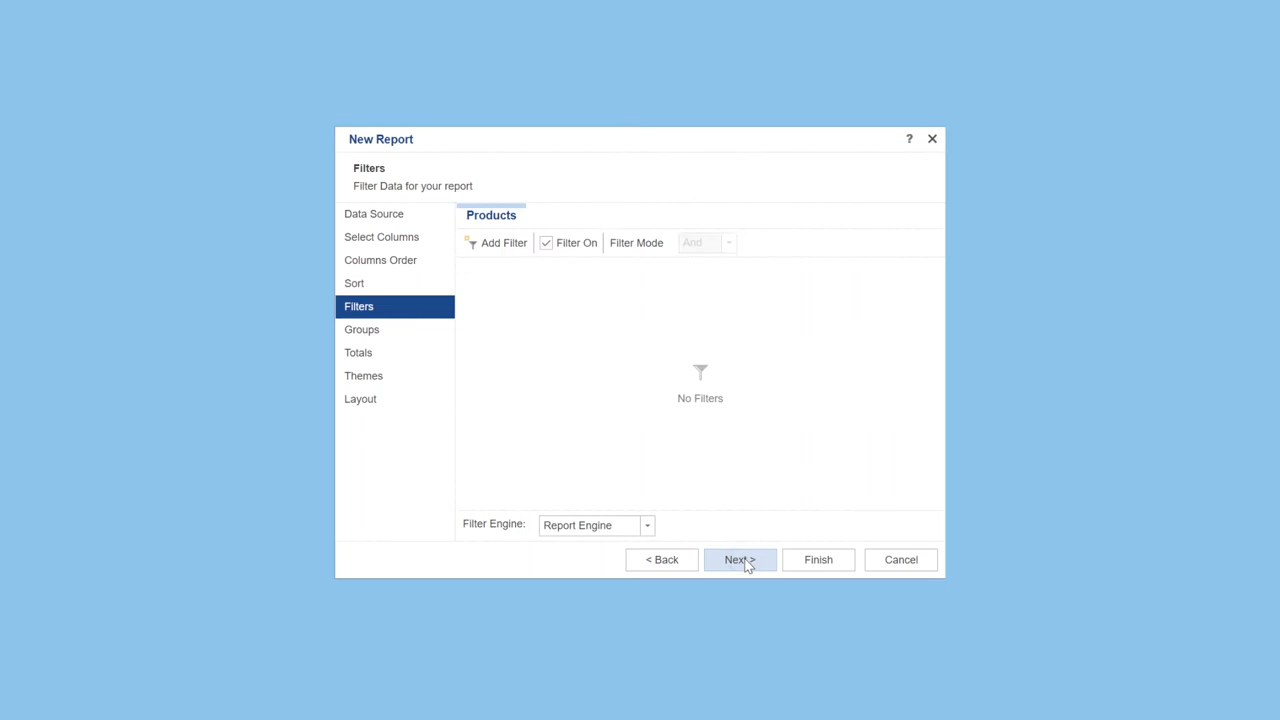 New Report
?
Filters
Filter Data for your report
Data Source
Select Columns
Columns Order
Sort
Filters
Groups
Totals
Themes
Layout
Products
Add Filter
Filter On
Filter Mode
And
No Filters
Filter Engine:
Report Engine
< Back
Next >
Finish
Cancel